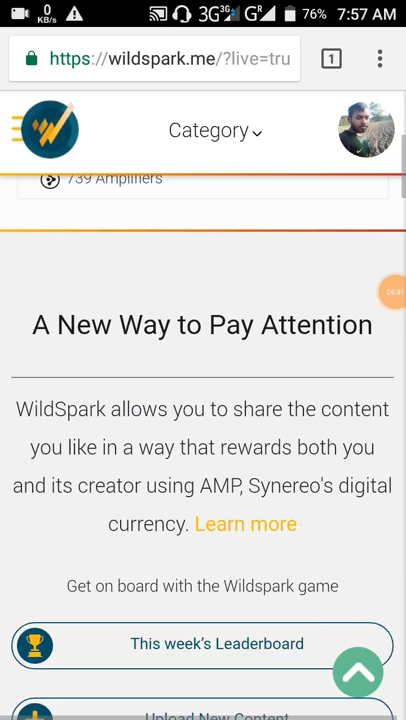 0 KB/s 3G 3G G R 76% 7:57 AM
https://wildspark.me/?live=tru 1
Category
739 Amplifiers
06:41
A New Way to Pay Attention
WildSpark allows you to share the content
you like in a way that rewards both you
and its creator using AMP, Synereo's digital
currency. Learn more
Get on board with the Wildspark game
This week's Leaderboard
Upload New Content